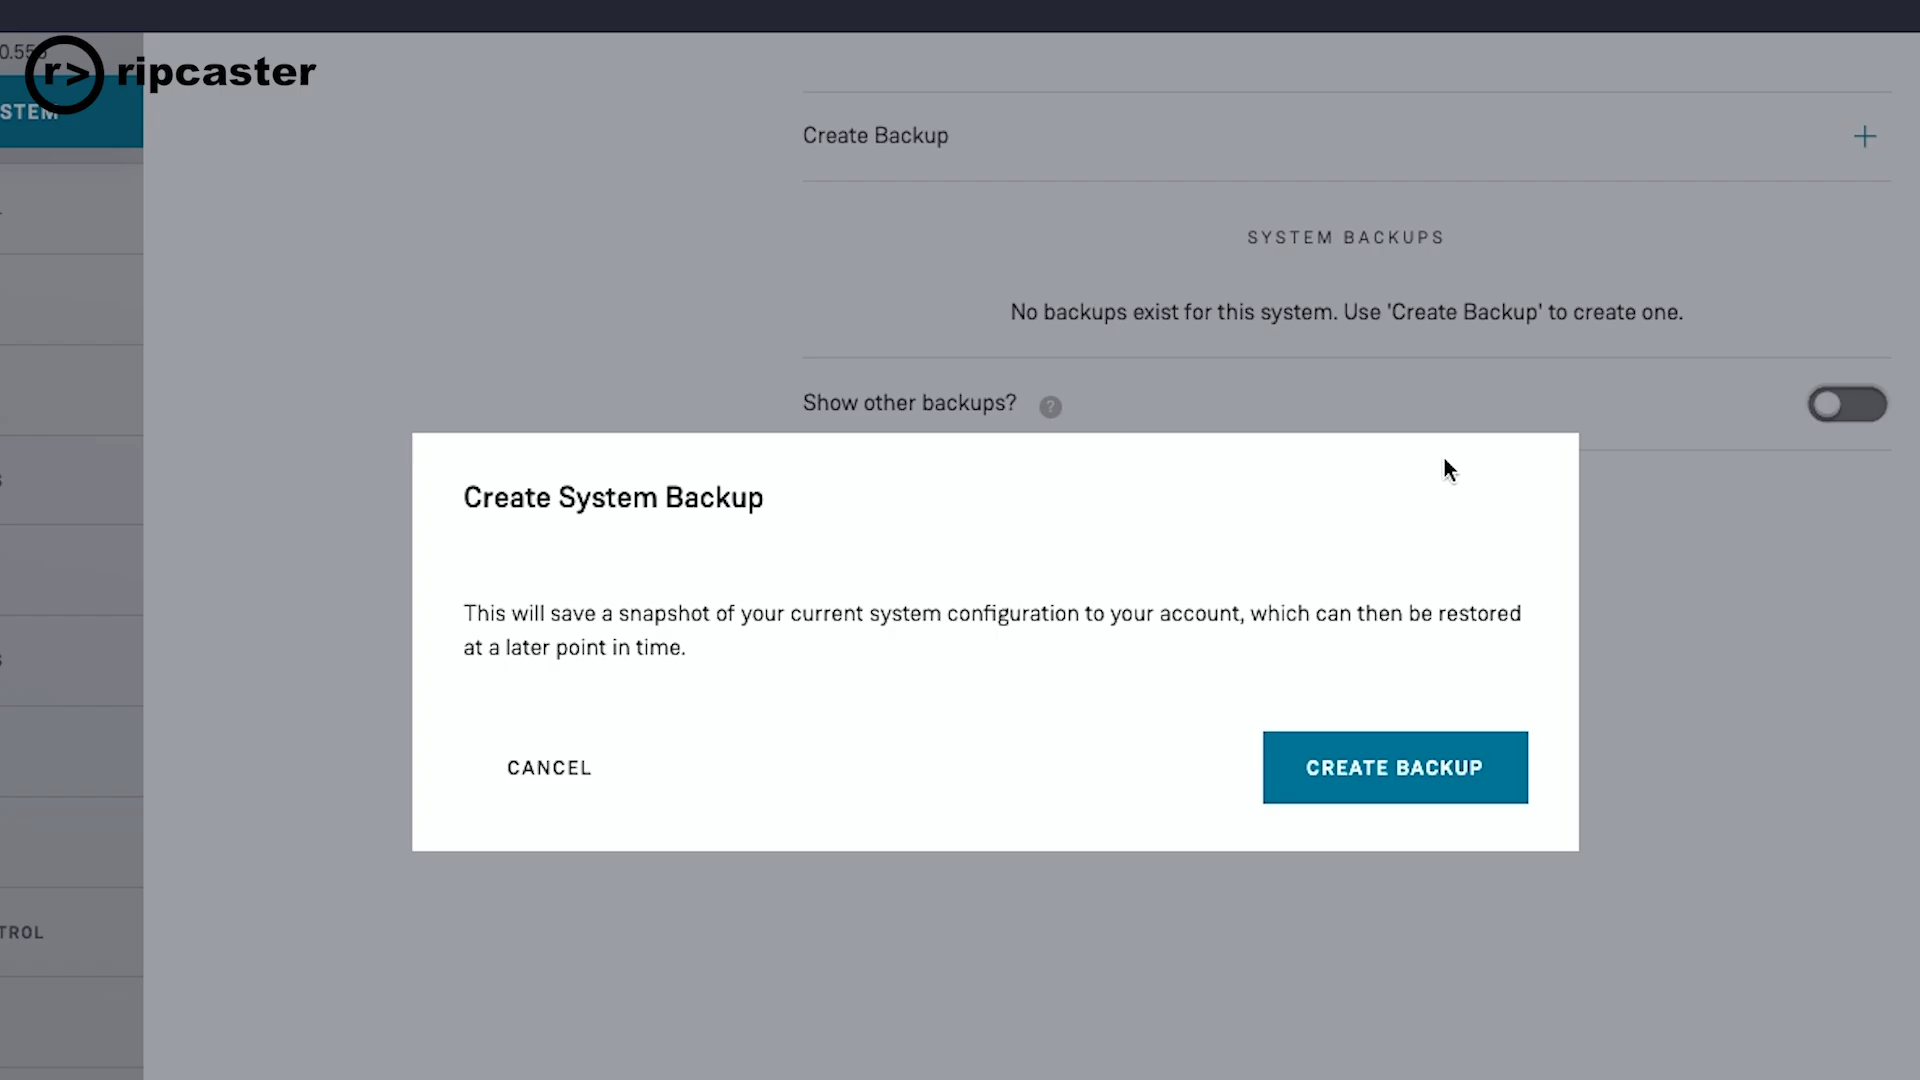 r> ripcaster
STEM
Create Backup
SYSTEM BACKUPS
No backups exist for this system. Use 'Create Backup' to create one.
Show other backups? ?
Create System Backup
This will save a snapshot of your current system configuration to your account, which can then be restored
at a later point in time.
CANCEL
CREATE BACKUP
TROL